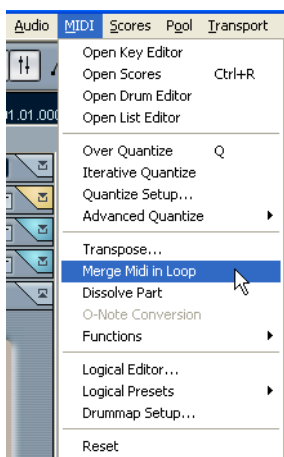 Audio MIDI Scores Pool Transport
Open Key Editor
Open Scores Ctrl+R
Open Drum Editor
Open List Editor
Over Quantize Q
Iterative Quantize
Quantize Setup...
Advanced Quantize
Transpose...
Merge Midi in Loop
Dissolve Part
O-Note Conversion
Functions
Logical Editor...
Logical Presets
Drummap Setup...
Reset